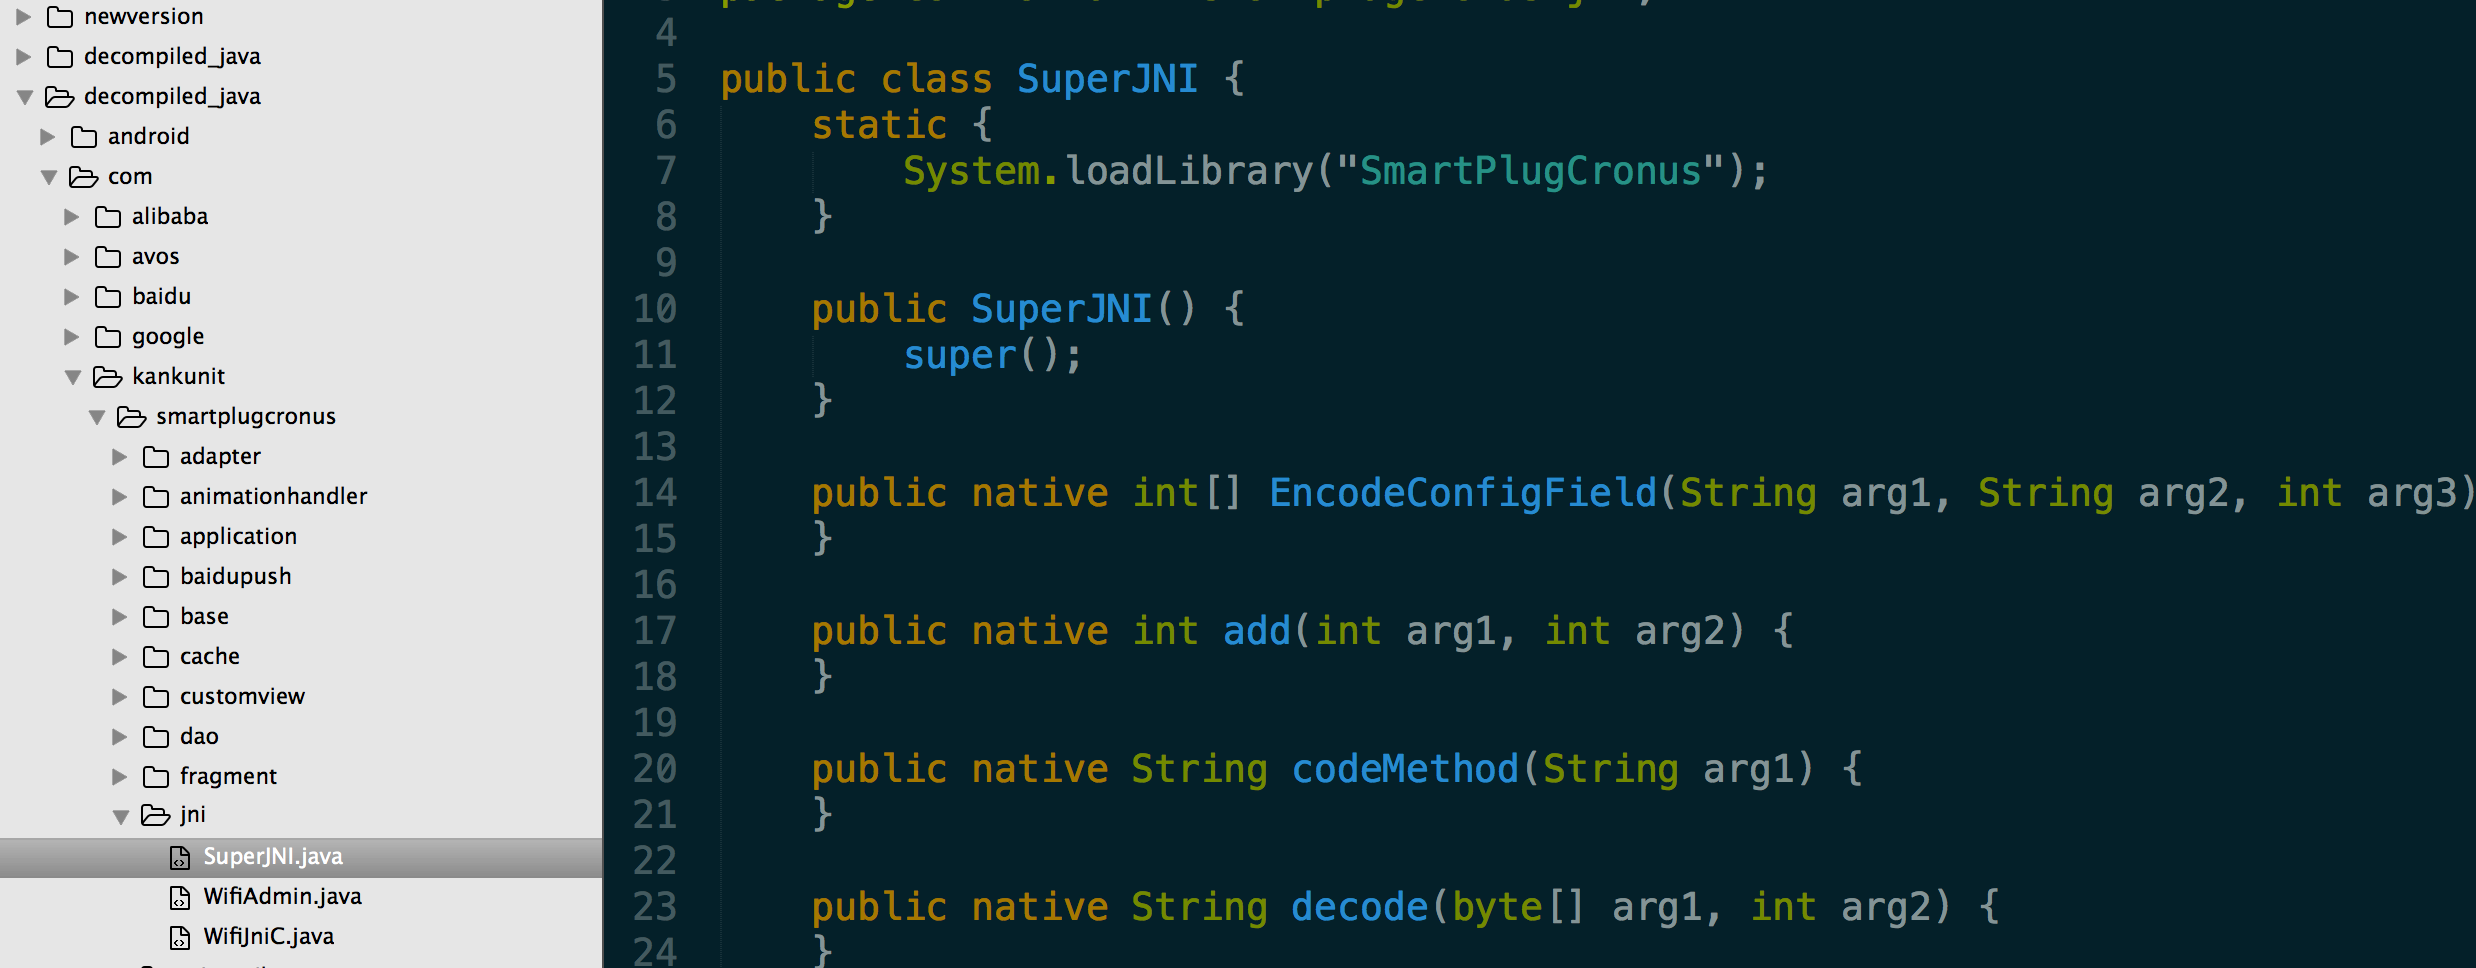 newversion
decompiled_java
decompiled_java
android
com
alibaba
avos
baidu
google
kankunit
smartplugcronus
adapter
animationhandler
application
baidupush
base
cache
customview
dao
fragment
jni
SuperJNI.java
WifiAdmin.java
WifiJniC.java
4
5 public class SuperJNI {
6 static {
7 System.loadLibrary("SmartPlugCronus");
8 }
9
10 public SuperJNI() {
11 super();
12 }
13
14 public native int[] EncodeConfigField(String arg1, String arg2, int arg3)
15 }
16
17 public native int add(int arg1, int arg2) {
18 }
19
20 public native String codeMethod(String arg1) {
21 }
22
23 public native String decode(byte[] arg1, int arg2) {
24 }